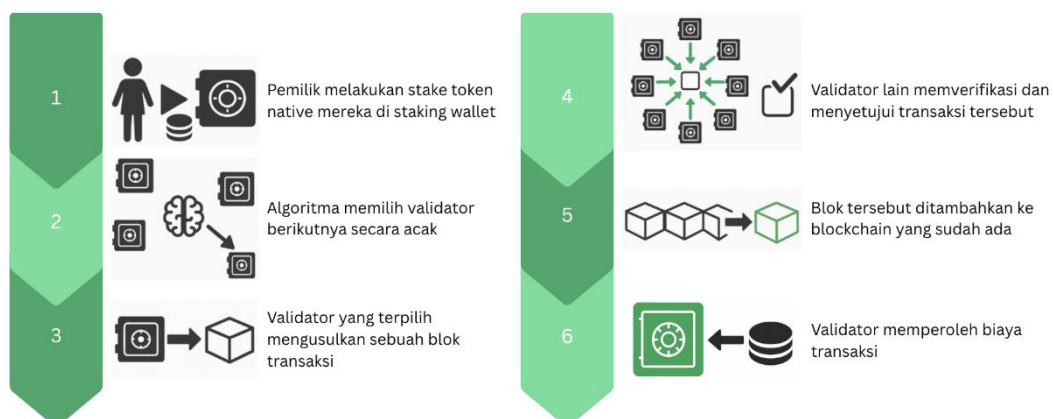 1
Pemilik melakukan stake token
native mereka di staking wallet
2
Algoritma memilih validator
berikutnya secara acak
3
Validator yang terpilih
mengusulkan sebuah blok
transaksi
4
Validator lain memverifikasi dan
menyetujui transaksi tersebut
5
Blok tersebut ditambahkan ke
blockchain yang sudah ada
6
Validator memperoleh biaya
transaksi